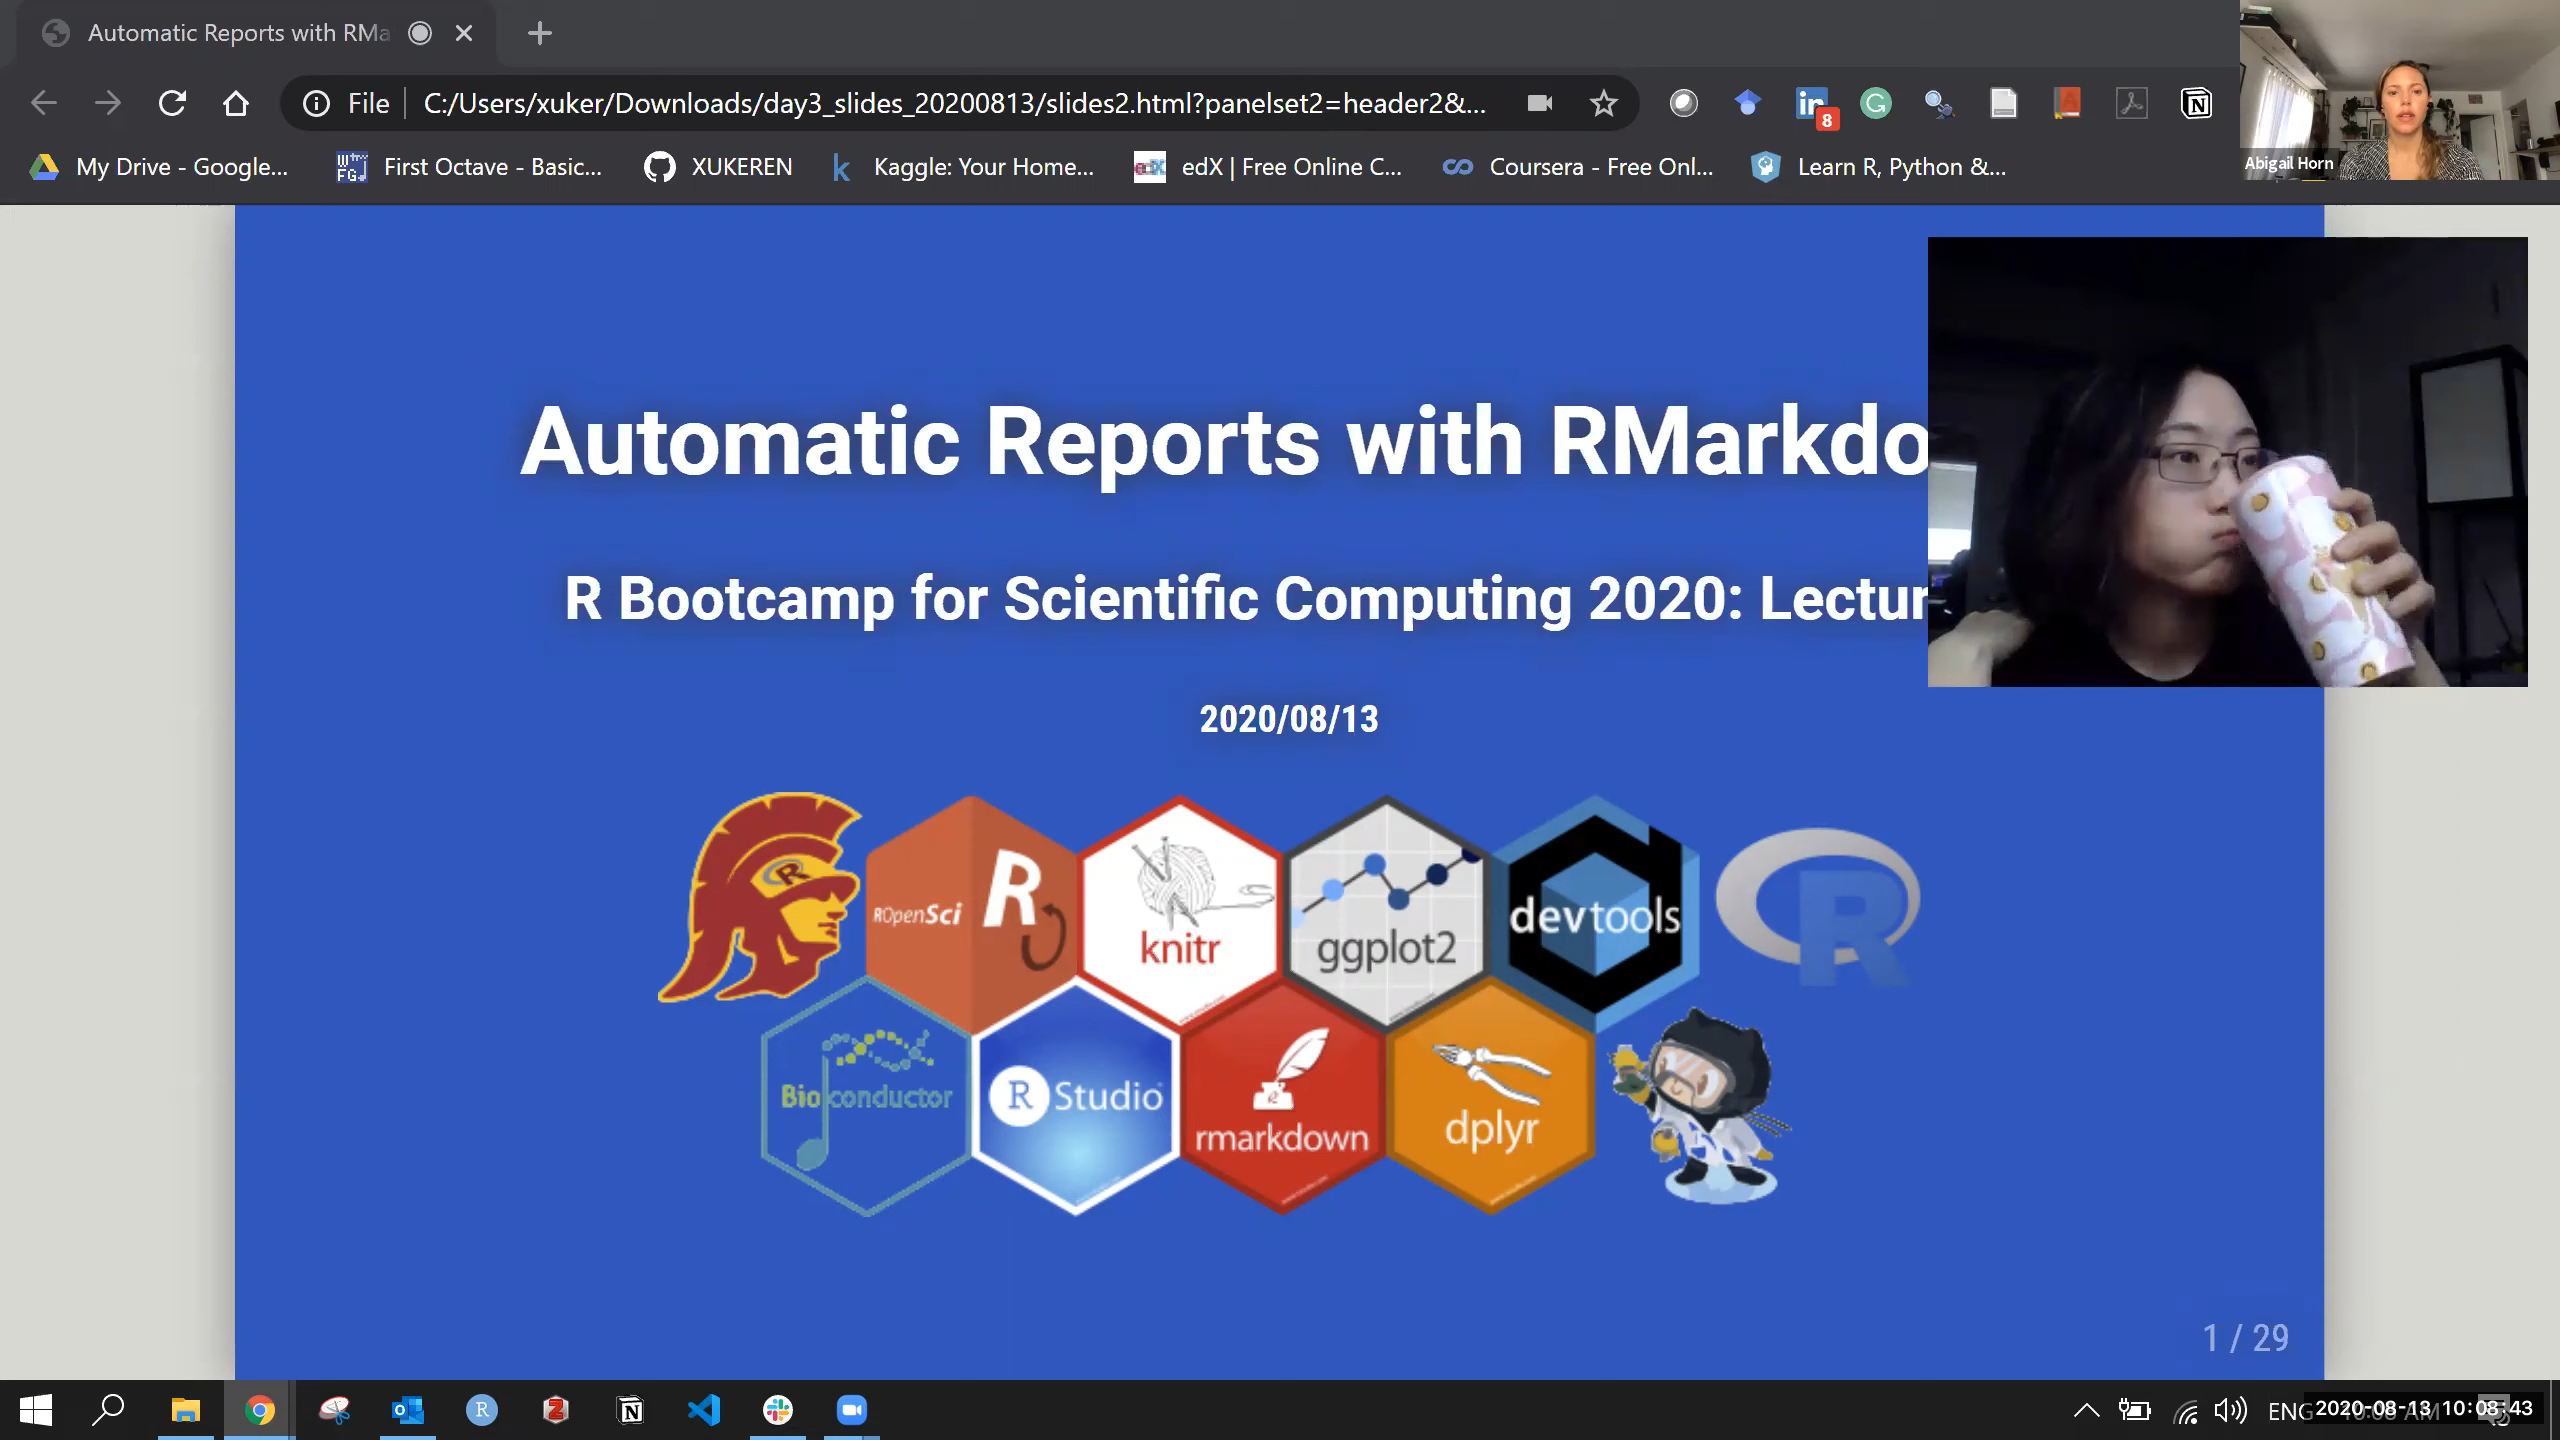 Automatic Reports with RMa
File
C:/Users/xuker/Downloads/day3_slides_20200813/slides2.html?panelset2=header2&...
8
My Drive - Google...
First Octave - Basic...
XUKEREN
Kaggle: Your Home...
edX | Free Online C...
Coursera - Free Onl...
Learn R, Python &...
Abigail Horn
Automatic Reports with RMarkdo
R Bootcamp for Scientific Computing 2020: Lectur
2020/08/13
R
ROpenSci
R
knitr
ggplot2
devtools
R
Bioconductor
R Studio
rmarkdown
dplyr
1 / 29
ENG
2020-08-13 10:08:43